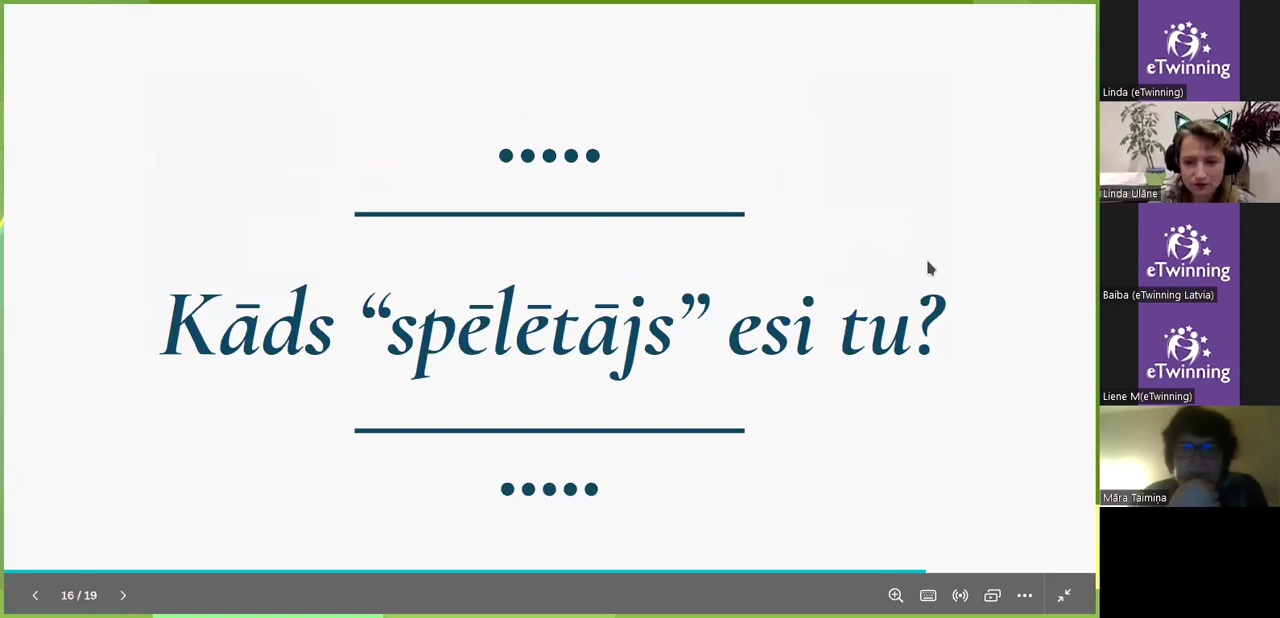 Kāds “spēlētājs” esi tu?
16 / 19
eTwinning
Linda (eTwinning)
Linda Ulāne
eTwinning
Baiba (eTwinning Latvia)
eTwinning
Liene M(eTwinning)
Māra Taimiņa